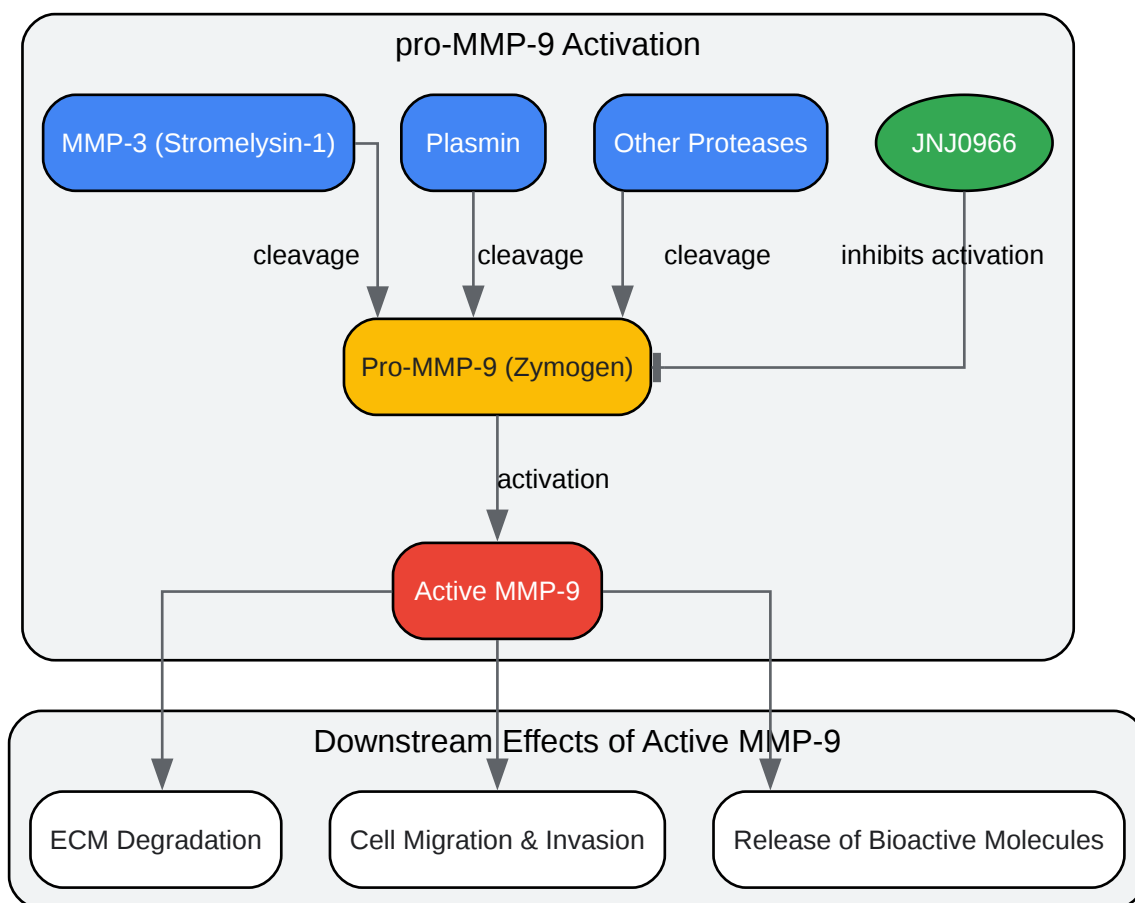 pro-MMP-9 Activation
MMP-3 (Stromelysin-1)
Plasmin
Other Proteases
JNJ0966
cleavage
cleavage
cleavage
inhibits activation
Pro-MMP-9 (Zymogen)
activation
Active MMP-9
Downstream Effects of Active MMP-9
ECM Degradation
Cell Migration & Invasion
Release of Bioactive Molecules